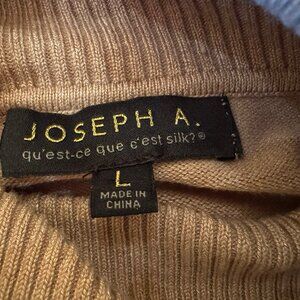 JOSEPH A.
qu'est-ce que c'est silk?®
L
MADE IN
CHINA